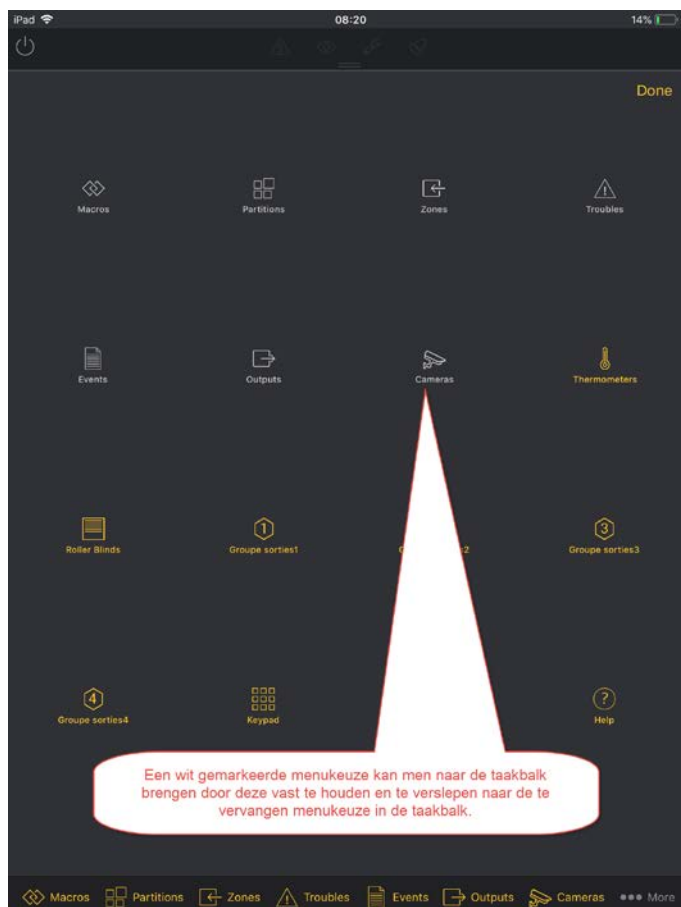 iPad 08:20 14%
Done
Macros Partitions Zones Troubles
Events Outputs Cameras Thermometers
Roller Blinds Groupe sorties1 2 Groupe sorties3
Groupe sorties4 Keypad Help
Een wit gemarkeerde menukeuze kan men naar de taakbalk
brengen door deze vast te houden en te verslepen naar de te
vervangen menukeuze in de taakbalk.
Macros Partitions Zones Troubles Events Outputs Cameras More